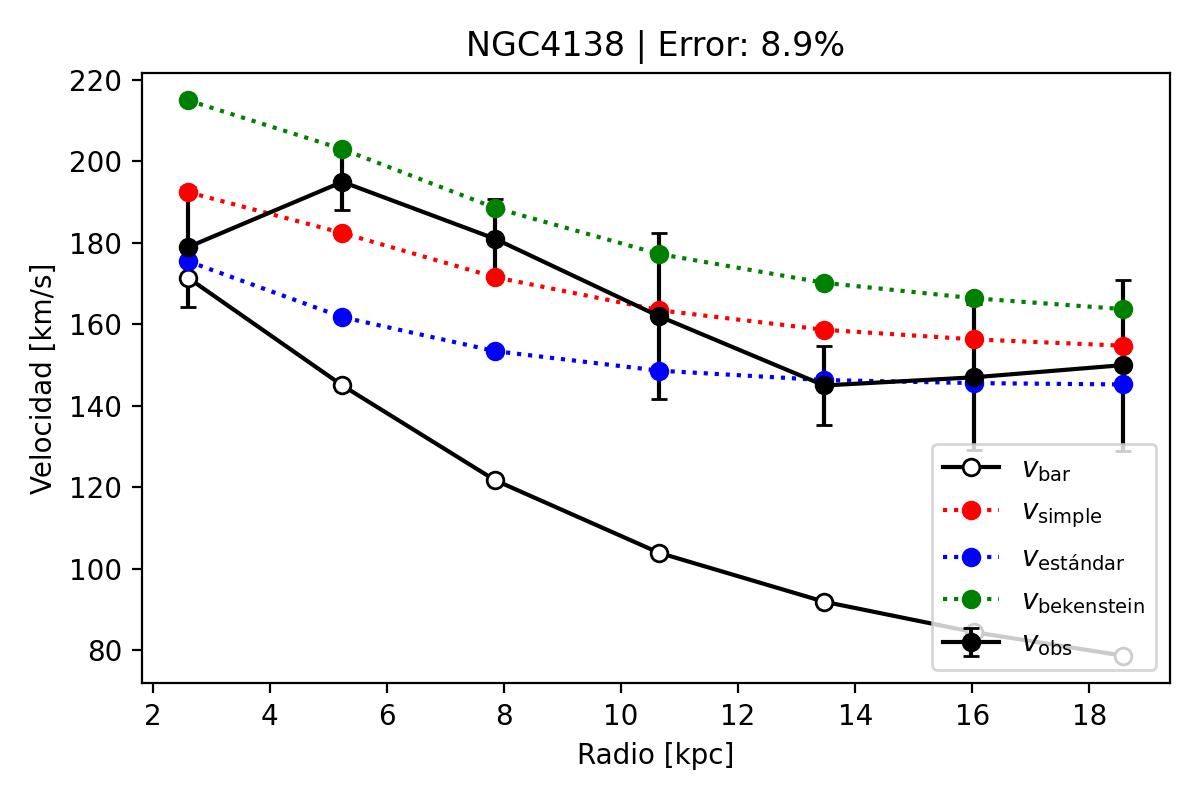 NGC4138 | Error: 8.9%
Velocidad [km/s]
220
200
180
160
140
120
100
80
v_bar
v_simple
v_estándar
v_bekenstein
v_obs
2 4 6 8 10 12 14 16 18
Radio [kpc]